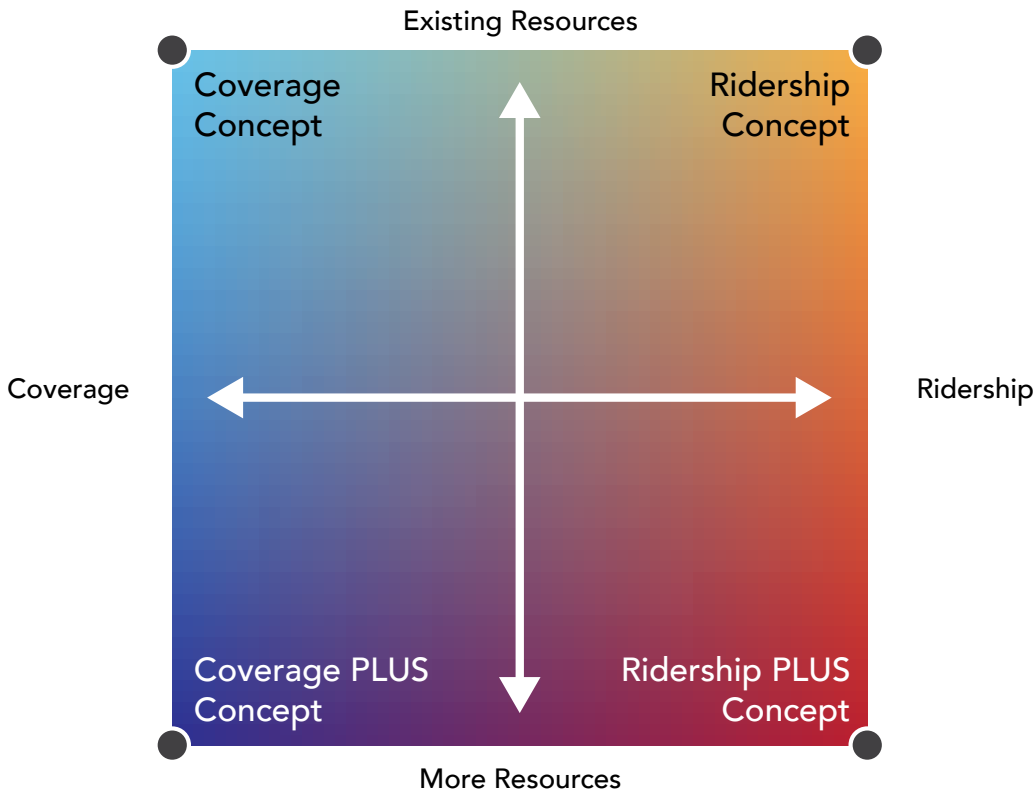 Existing Resources
Coverage
Concept
Ridership
Concept
Coverage
Ridership
Coverage PLUS
Concept
Ridership PLUS
Concept
More Resources